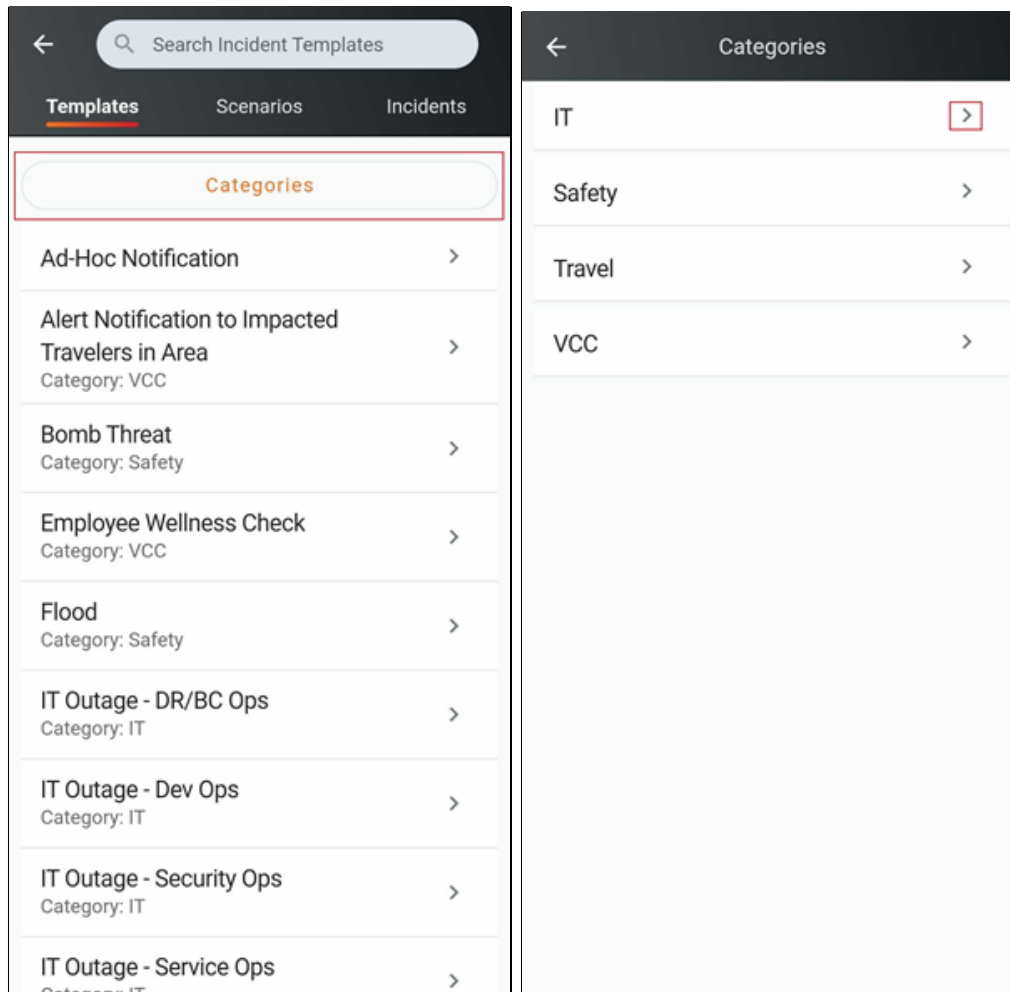 Search Incident Templates
Templates Scenarios Incidents
Categories
Ad-Hoc Notification
Alert Notification to Impacted
Travelers in Area
Category: VCC
Bomb Threat
Category: Safety
Employee Wellness Check
Category: VCC
Flood
Category: Safety
IT Outage - DR/BC Ops
Category: IT
IT Outage - Dev Ops
Category: IT
IT Outage - Security Ops
Category: IT
IT Outage - Service Ops
Category: IT
Categories
IT
Safety
Travel
VCC